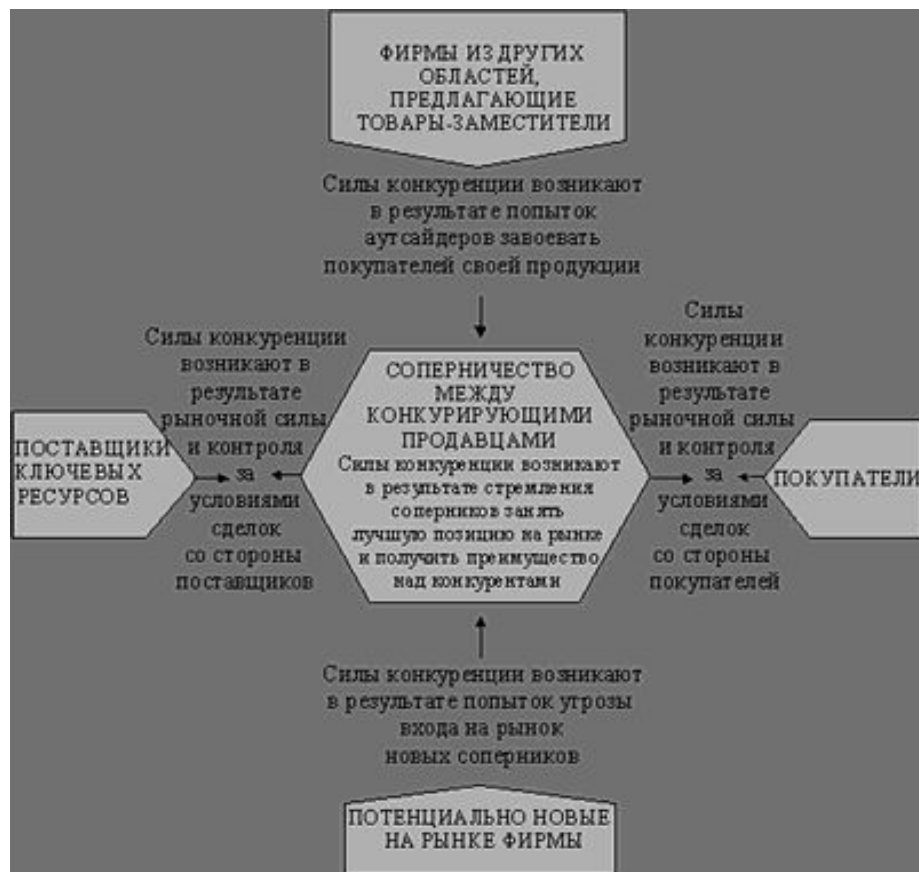 ФИРМЫ ИЗ ДРУГИХ
ОБЛАСТЕЙ,
ПРЕДЛАГАЮЩИЕ
ТОВАРЫ-ЗАМЕСТИТЕЛИ
Силы конкуренции возникают
в результате попыток
аутсайдеров завоевать
покупателей своей продукции
ПОСТАВЩИКИ
КЛЮЧЕВЫХ
РЕСУРСОВ
Силы конкуренции
возникают в
результате
рыночной силы
и контроля
за
условиями
сделок
со стороны
поставщиков
СОПЕРНИЧЕСТВО
МЕЖДУ
КОНКУРИРУЮЩИМИ
ПРОДАВЦАМИ
Силы конкуренции возникают
в результате стремления
соперников занять
лучшую позицию на рынке
и получить преимущество
над конкурентами
Силы
конкуренции
возникают в
результате
рыночной силы
и контроля
за
условиями
сделок
со стороны
покупателей
ПОКУПАТЕЛИ
Силы конкуренции возникают
в результате попыток угрозы
входа на рынок
новых соперников
ПОТЕНЦИАЛЬНО НОВЫЕ
НА РЫНКЕ ФИРМЫ